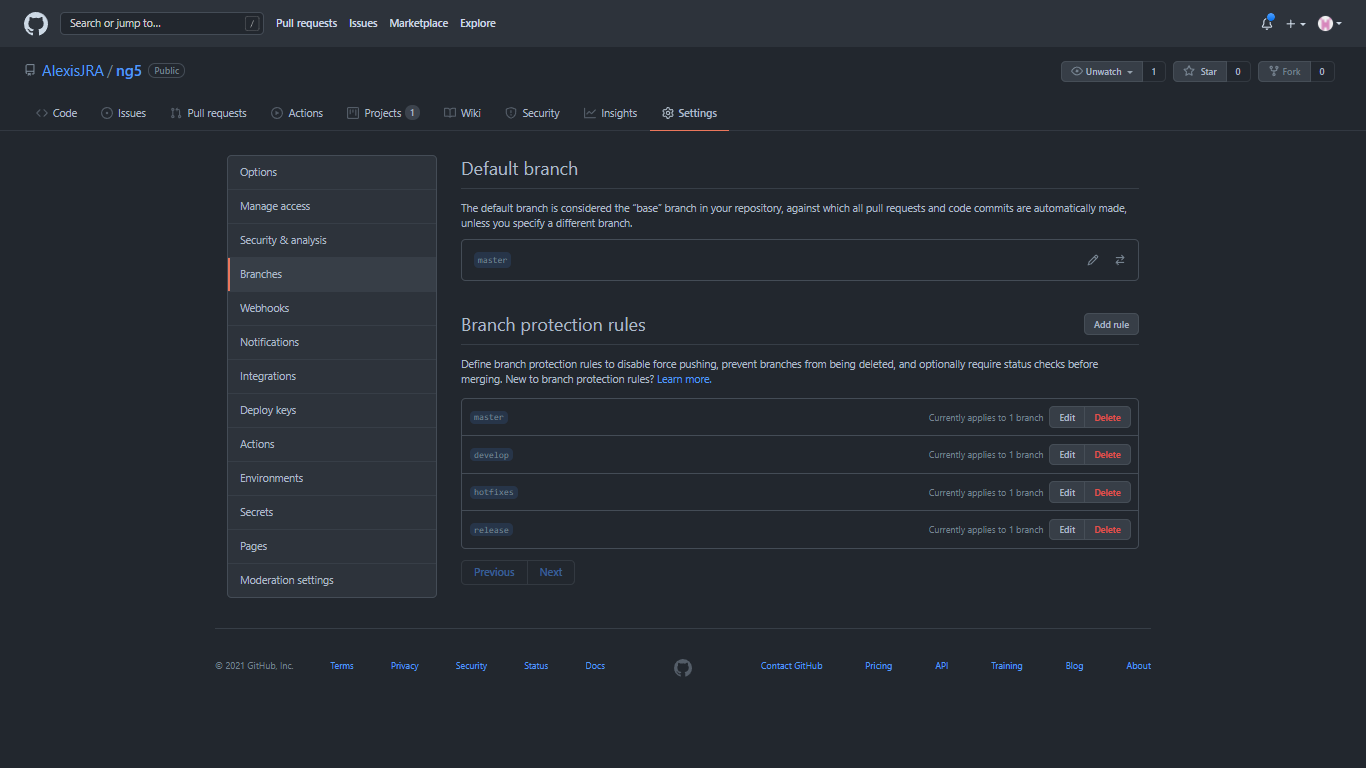 Search or jump to... /
Pull requests Issues Marketplace Explore
AlexisJRA / ng5 Public
Unwatch 1 Star 0 Fork 0
Code Issues Pull requests Actions Projects 1 Wiki Security Insights Settings
Options
Manage access
Security & analysis
Branches
Webhooks
Notifications
Integrations
Deploy keys
Actions
Environments
Secrets
Pages
Moderation settings
Default branch
The default branch is considered the “base” branch in your repository, against which all pull requests and code commits are automatically made,
unless you specify a different branch.
master
Branch protection rules Add rule
Define branch protection rules to disable force pushing, prevent branches from being deleted, and optionally require status checks before
merging. New to branch protection rules? Learn more.
master Currently applies to 1 branch Edit Delete
develop Currently applies to 1 branch Edit Delete
hotfixes Currently applies to 1 branch Edit Delete
release Currently applies to 1 branch Edit Delete
Previous Next
© 2021 GitHub, Inc. Terms Privacy Security Status Docs Contact GitHub Pricing API Training Blog About